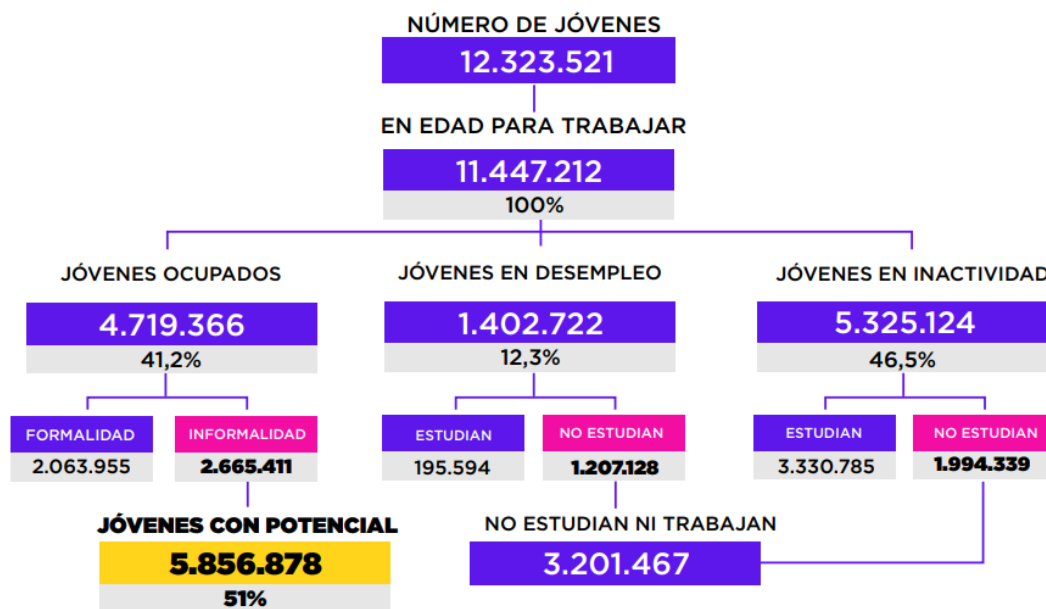 NÚMERO DE JÓVENES
12.323.521
EN EDAD PARA TRABAJAR
11.447.212
100%
JÓVENES OCUPADOS
4.719.366
41,2%
FORMALIDAD
2.063.955
INFORMALIDAD
2.665.411
JÓVENES CON POTENCIAL
5.856.878
51%
JÓVENES EN DESEMPLEO
1.402.722
12,3%
ESTUDIAN
195.594
NO ESTUDIAN
1.207.128
NO ESTUDIAN NI TRABAJAN
3.201.467
JÓVENES EN INACTIVIDAD
5.325.124
46,5%
ESTUDIAN
3.330.785
NO ESTUDIAN
1.994.339